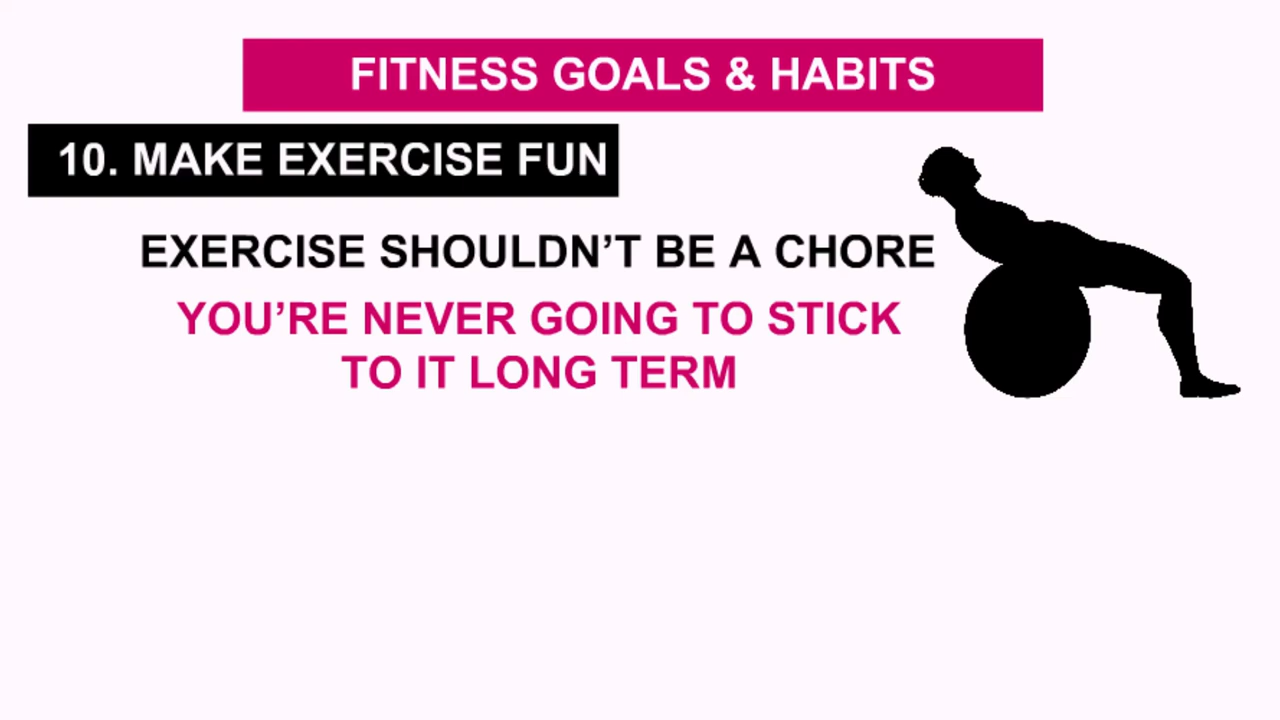 FITNESS GOALS & HABITS
10. MAKE EXERCISE FUN
EXERCISE SHOULDN’T BE A CHORE
YOU’RE NEVER GOING TO STICK
TO IT LONG TERM